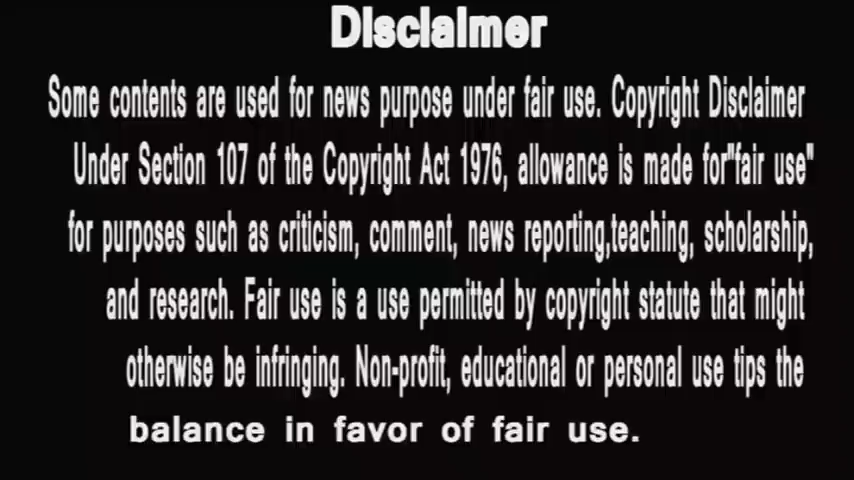 Disclaimer
Some contents are used for news purpose under fair use. Copyright Disclaimer
Under Section 107 of the Copyright Act 1976, allowance is made for"fair use"
for purposes such as criticism, comment, news reporting,teaching, scholarship,
and research. Fair use is a use permitted by copyright statute that might
otherwise be infringing. Non-profit, educational or personal use tips the
balance in favor of fair use.